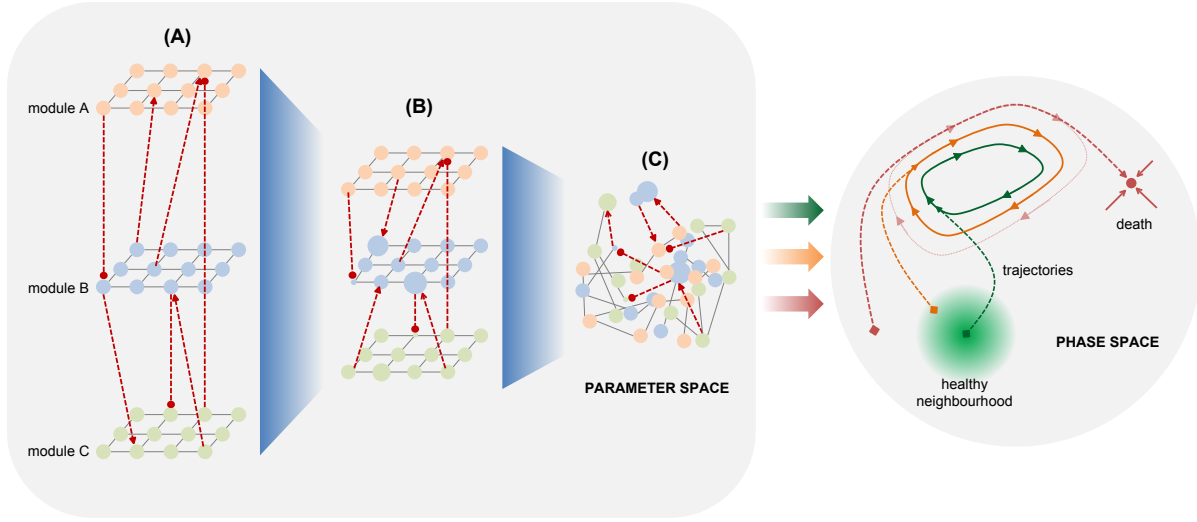 (A)
module A
module B
module C
(B)
(C)
PARAMETER SPACE
death
trajectories
PHASE SPACE
healthy
neighbourhood